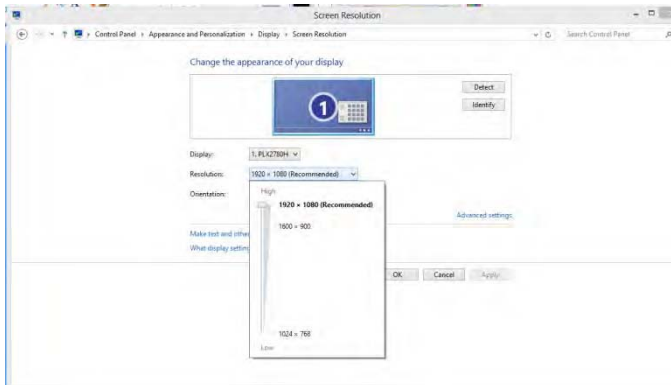 Screen Resolution
Control Panel ▸ Appearance and Personalization ▸ Display ▸ Screen Resolution
Search Control Panel
Change the appearance of your display
1
Detect
Identify
Display:
1. PLX2780H
Resolution:
1920 × 1080 (Recommended)
Orientation:
High
1920 × 1080 (Recommended)
1600 × 900
1024 × 768
Low
Advanced settings
Make text and other
What display setting
OK
Cancel
Apply